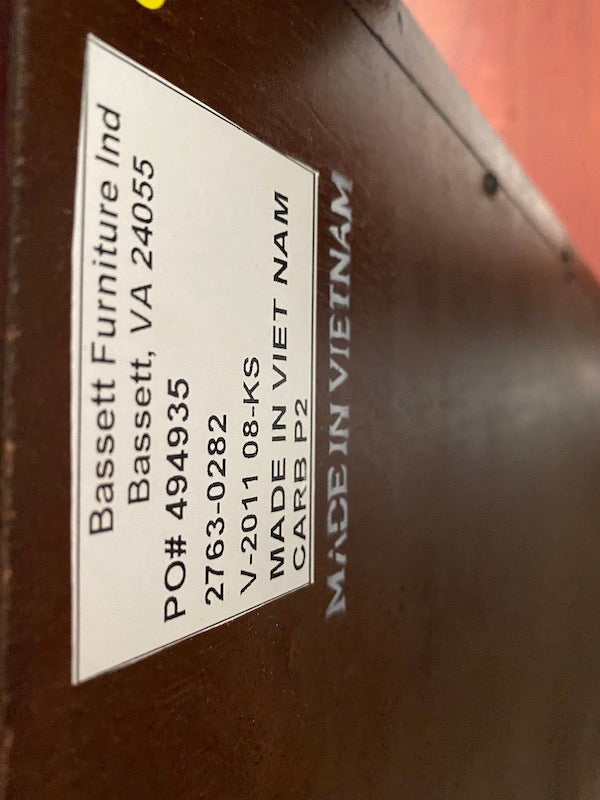 Bassett Furniture Ind
Bassett, VA 24055
PO# 494935
2763-0282
V-2011 08-KS
MADE IN VIET NAM
CARB P2
MADE IN VIETNAM